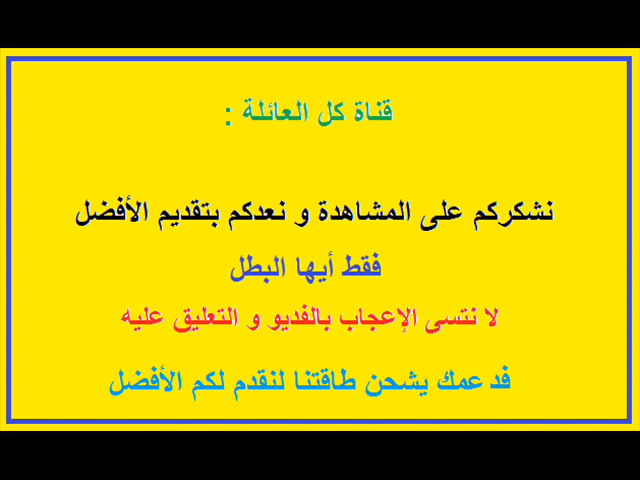 قناة كل العائلة :
نشكركم على المشاهدة و نعدكم بتقديم الأفضل
فقط أيها البطل
لا نتسى الإعجاب بالفديو و التعليق عليه
فدعمك يشحن طاقتنا لنقدم لكم الأفضل